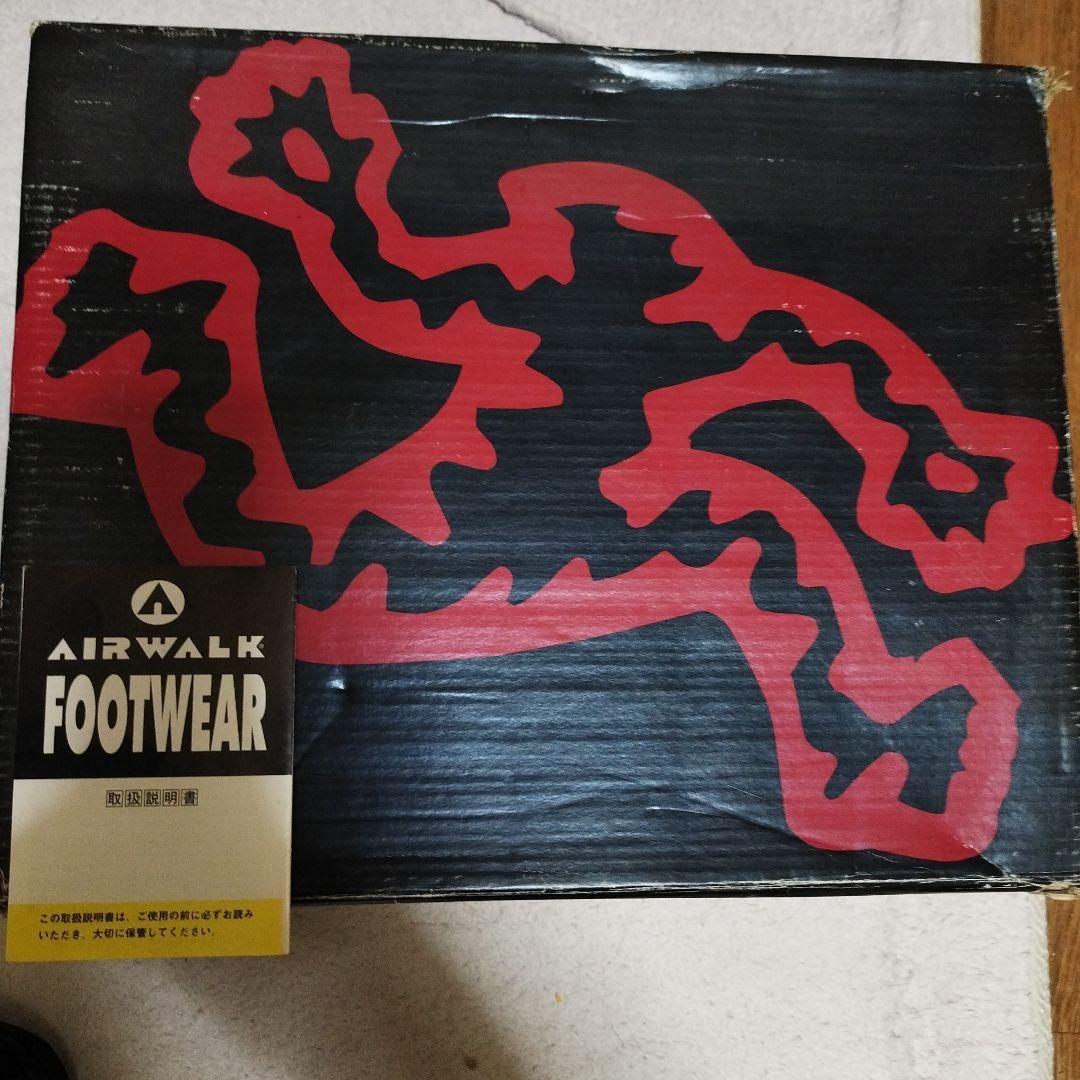 AIRWALK®
FOOTWEAR
取扱説明書
この取扱説明書は、ご使用の前に必ずお読み
いただき、大切に保管してください。